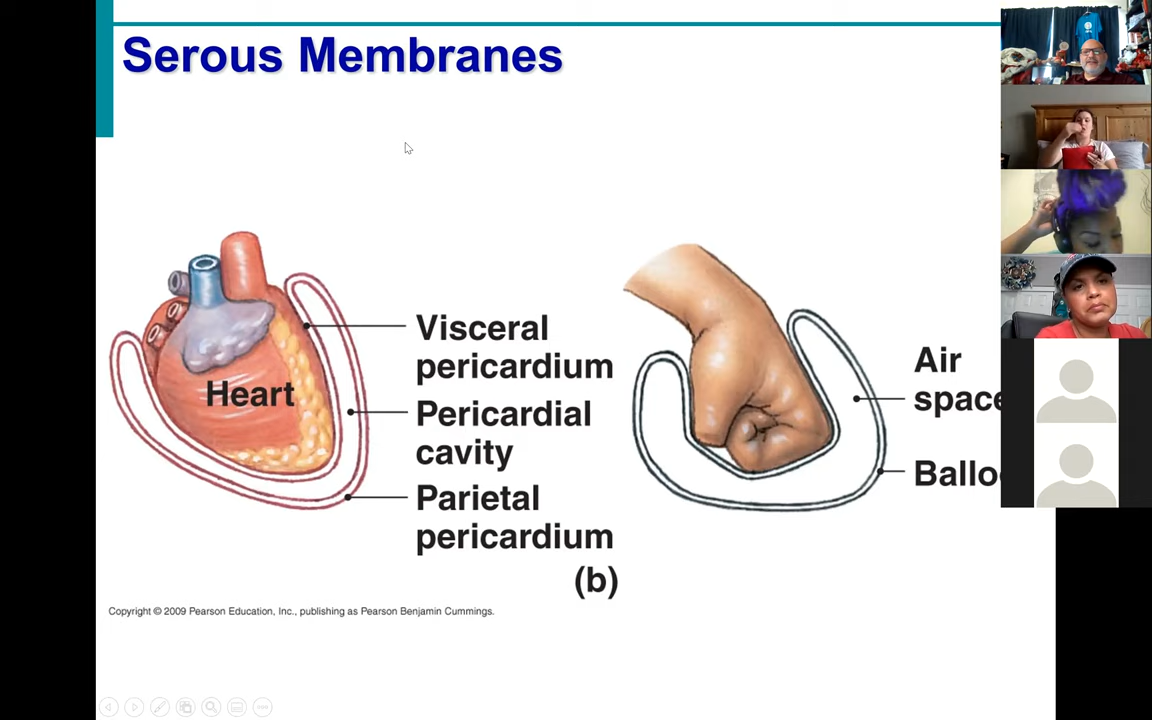 Serous Membranes
Heart
Visceral
pericardium
Pericardial
cavity
Parietal
pericardium
Air
space
(b)
Copyright © 2009 Pearson Education, Inc., publishing as Pearson Benjamin Cummings.